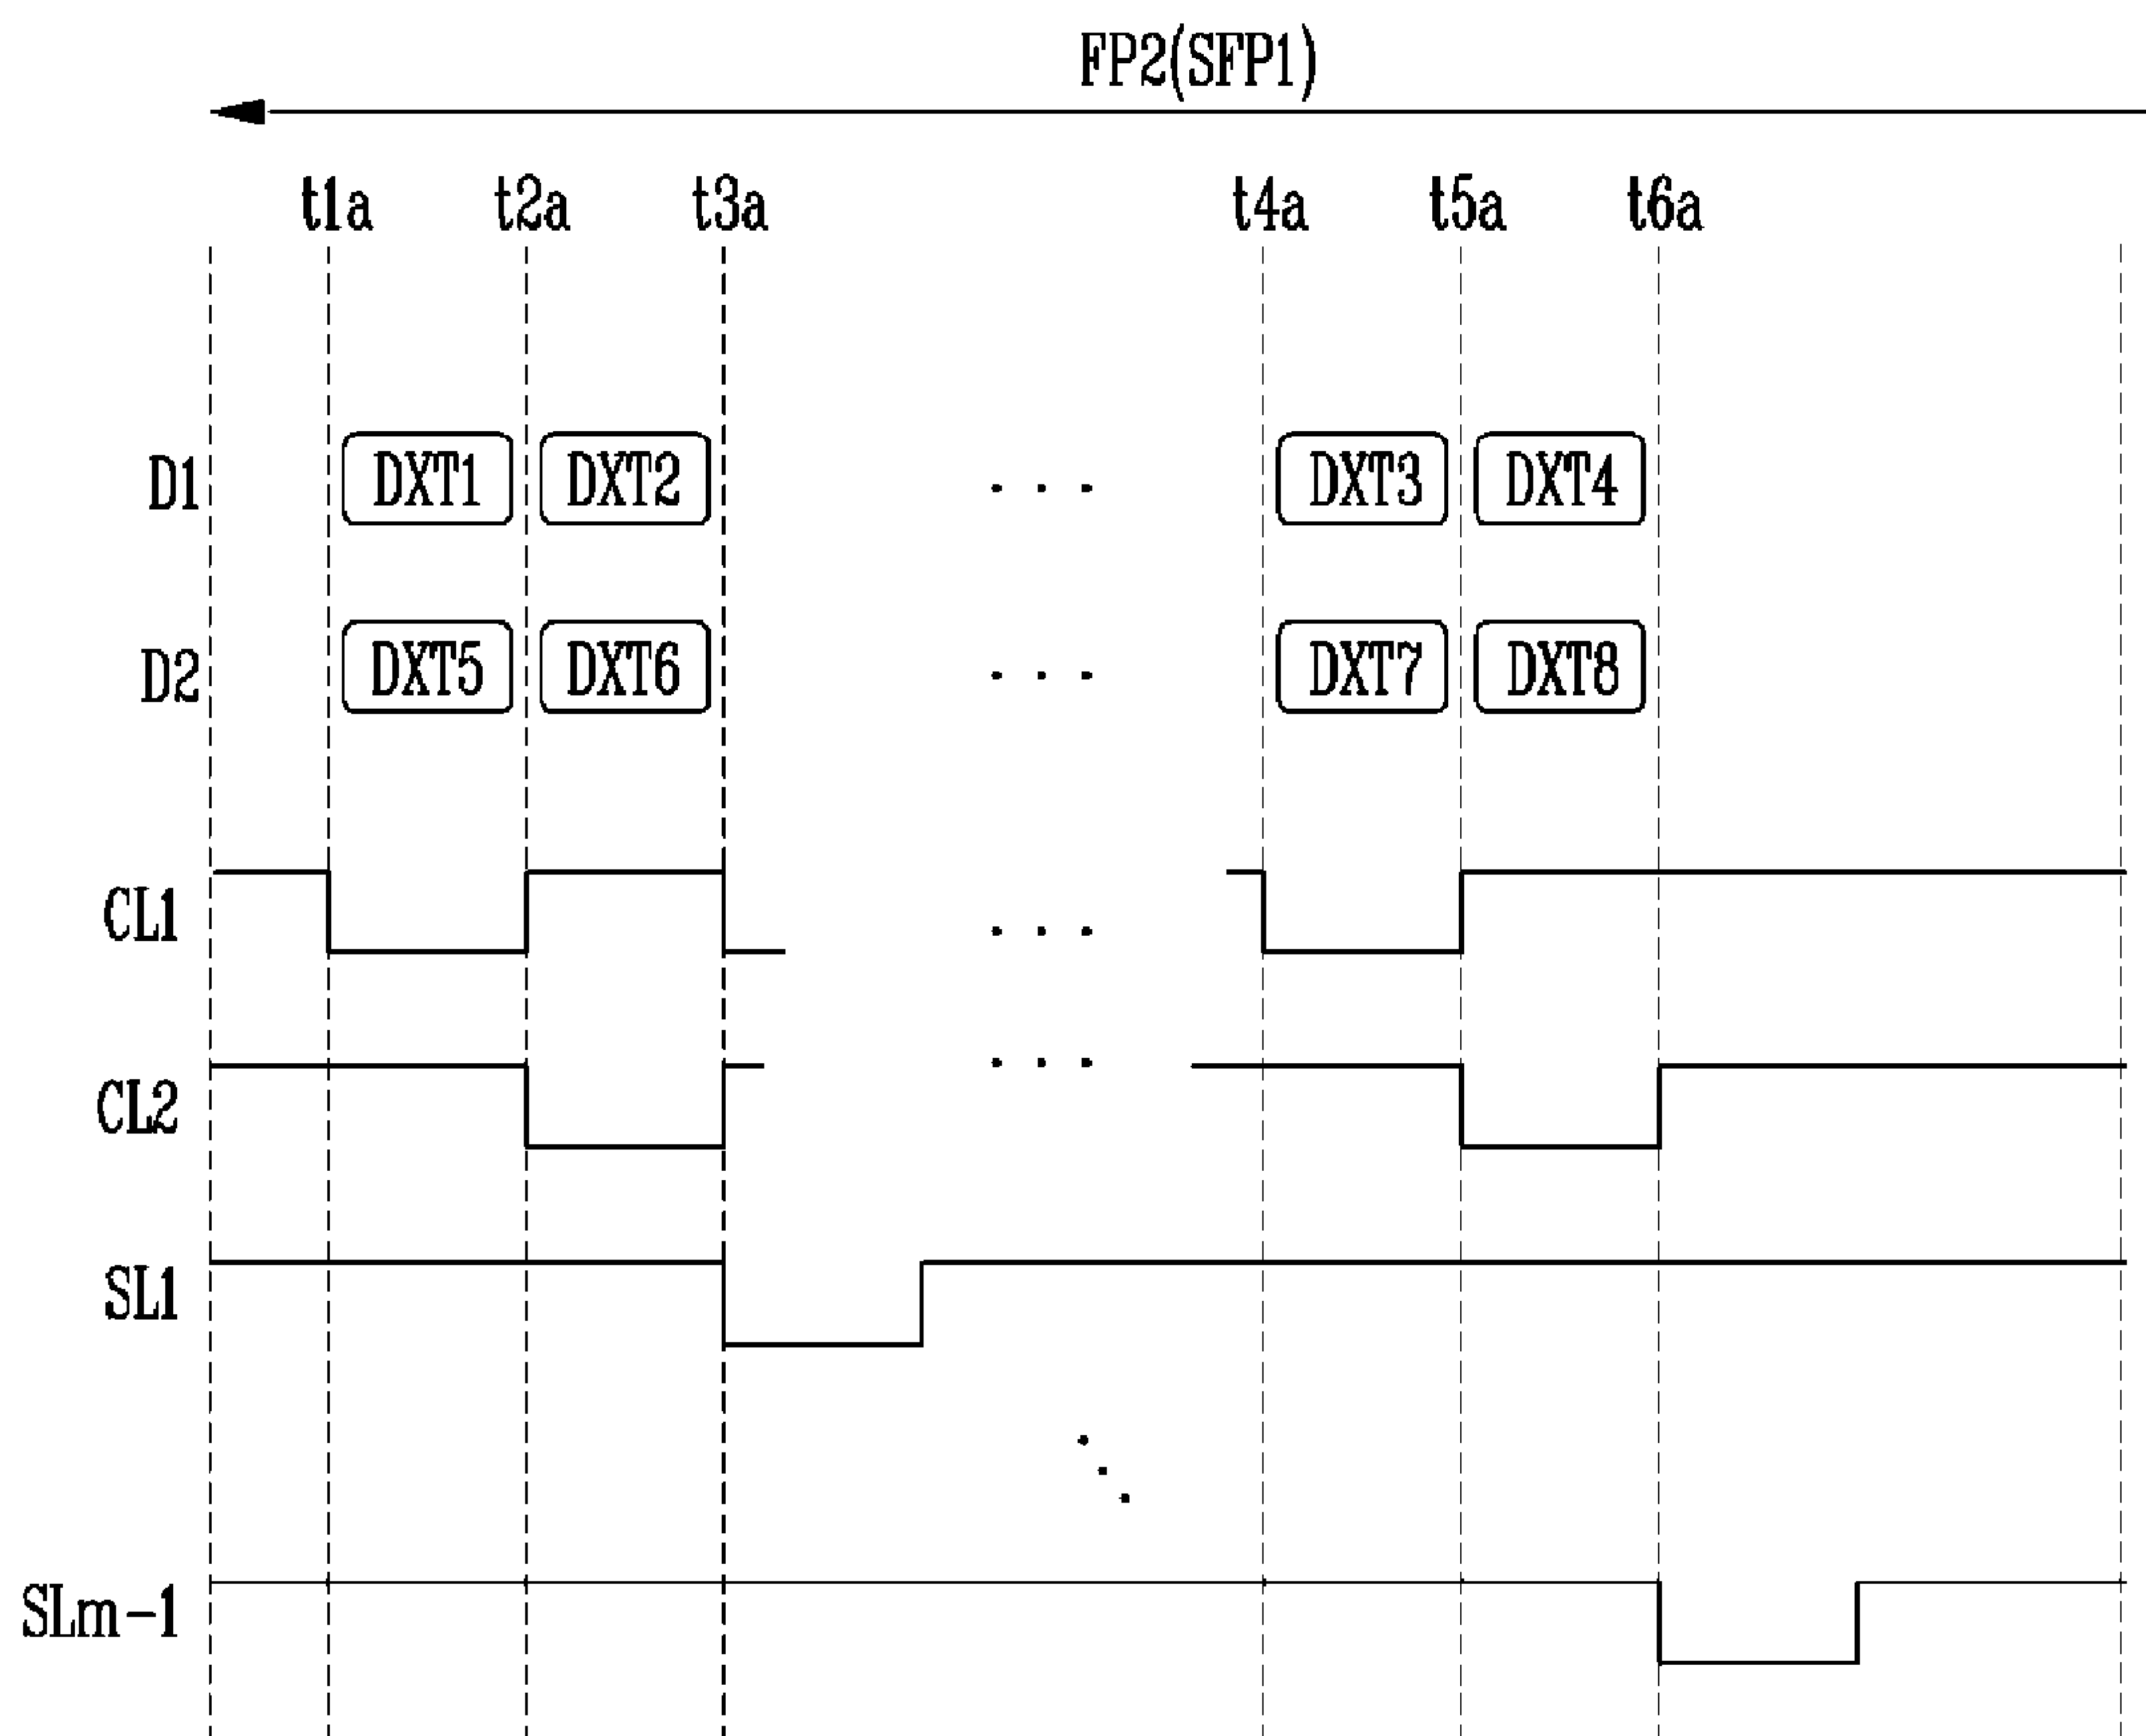 FP2(SFP1)
t1a t2a t3a t4a t5a t6a
D1 DXT1 DXT2 . . . DXT3 DXT4
D2 DXT5 DXT6 . . . DXT7 DXT8
CL1 . . .
CL2 . . .
SL1
SLm-1